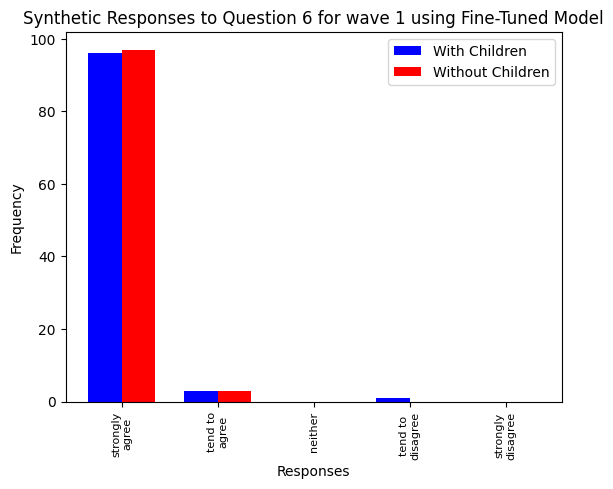 Synthetic Responses to Question 6 for wave 1 using Fine-Tuned Model
With Children
Without Children
100
80
60
40
20
0
Frequency
strongly
agree
tend to
agree
neither
tend to
disagree
strongly
disagree
Responses